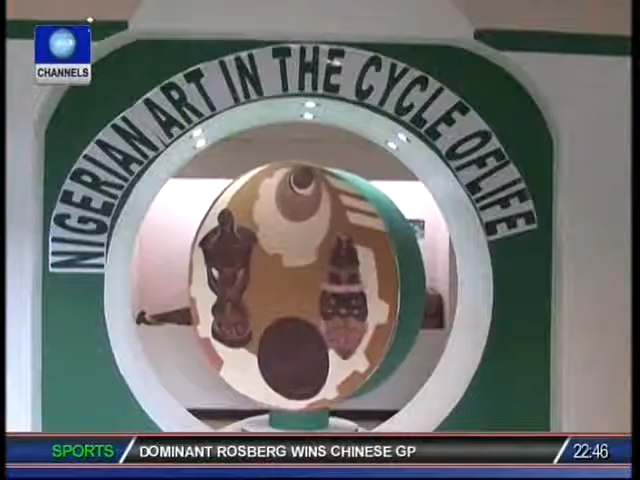 CHANNELS
NIGERIAN ART IN THE CYCLE OF LIFE
SPORTS DOMINANT ROSBERG WINS CHINESE GP 22:46